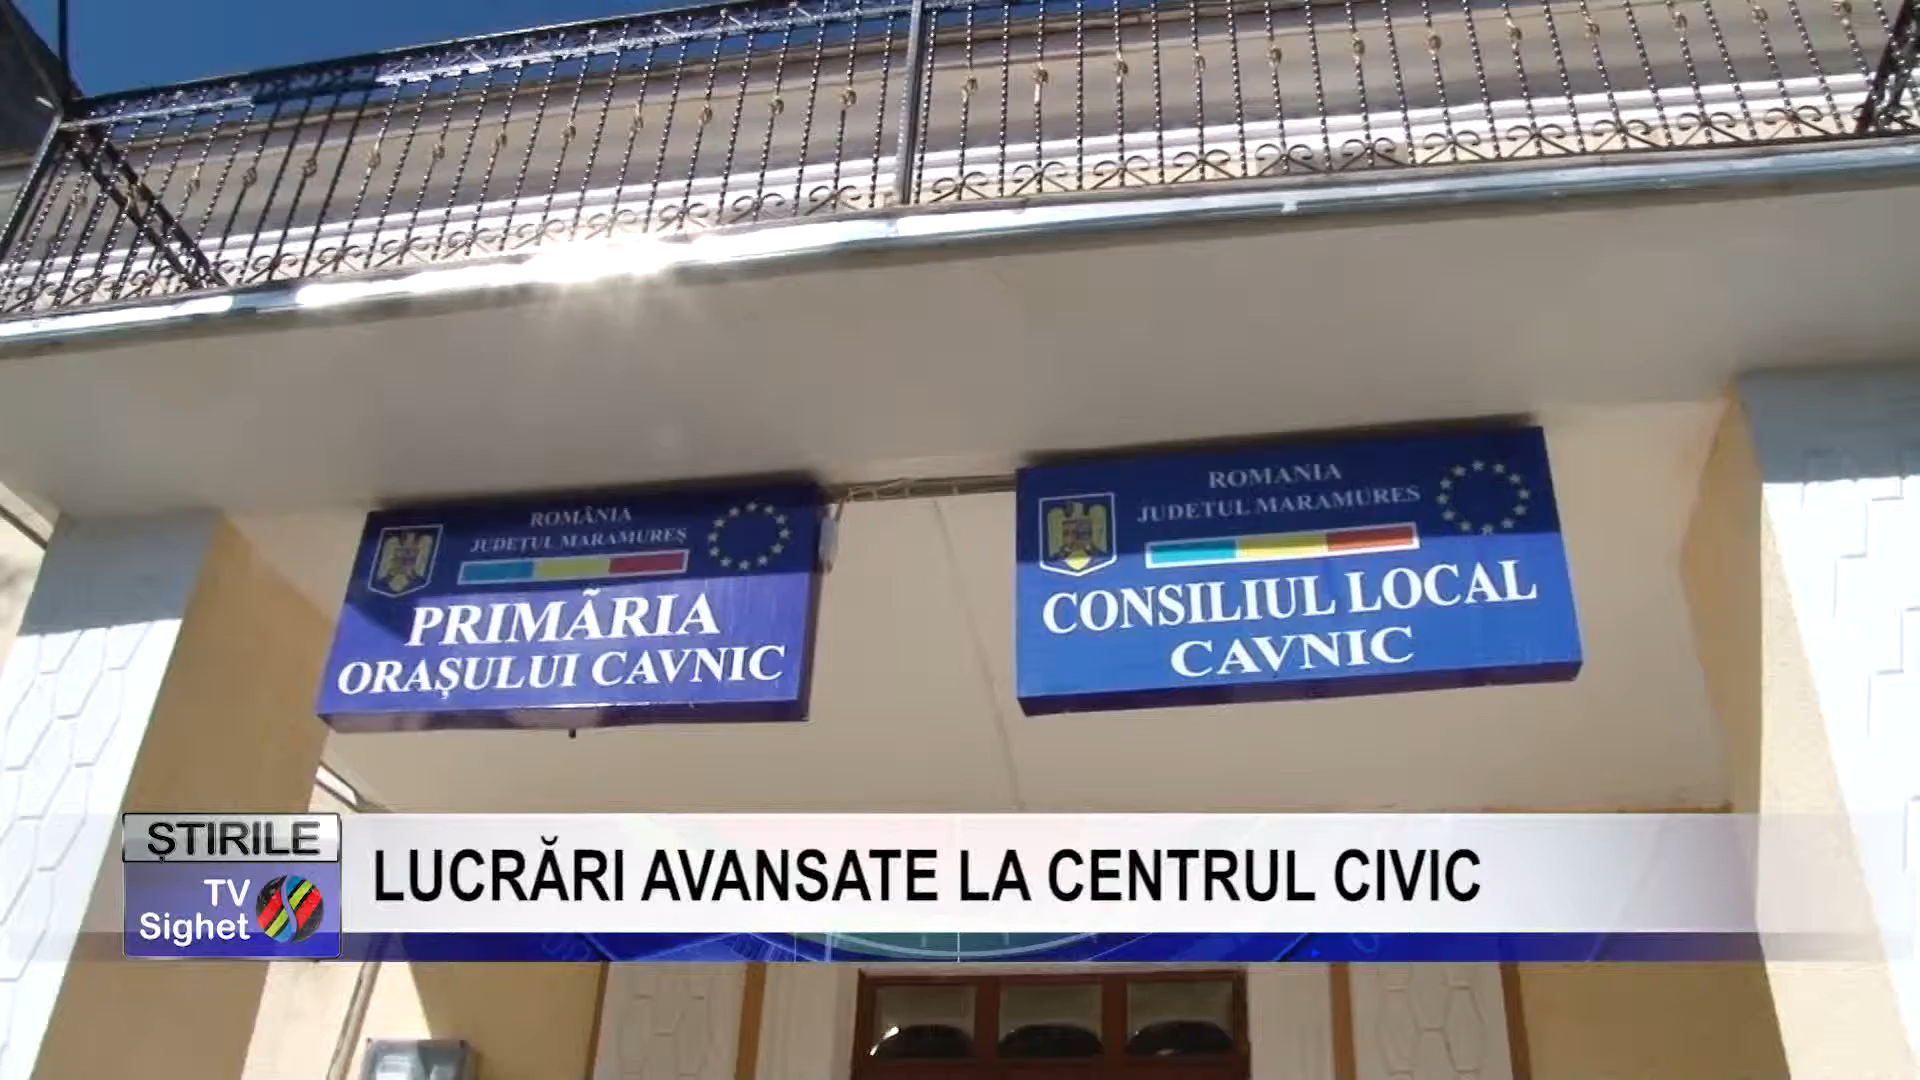 ROMÂNIA
JUDEȚUL MARAMUREȘ
PRIMÃRIA
ORAȘULUI CAVNIC
ROMANIA
JUDETUL MARAMURES
CONSILIUL LOCAL
CAVNIC
ȘTIRILE
TV
Sighet
LUCRĂRI AVANSATE LA CENTRUL CIVIC